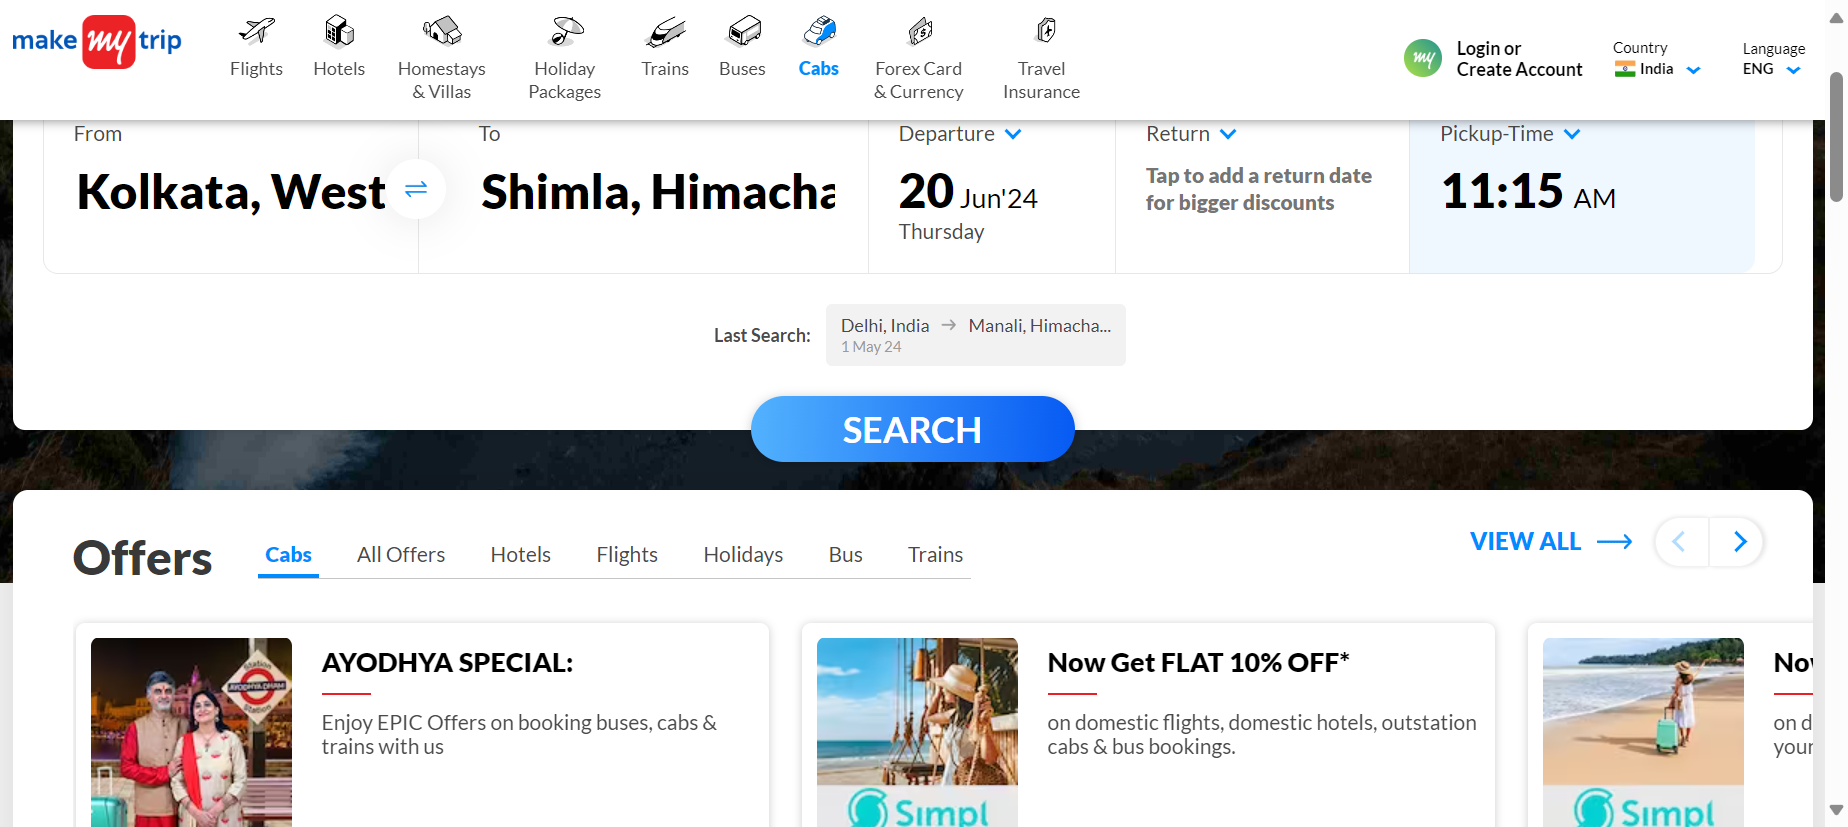 make my trip
Flights
Hotels
Homestays
& Villas
Holiday
Packages
Trains
Buses
Cabs
Forex Card
& Currency
Travel
Insurance
my
Login or
Create Account
Country
India
Language
ENG
From
Kolkata, West
To
Shimla, Himacha
Departure
20 Jun'24
Thursday
Return
Tap to add a return date
for bigger discounts
Pickup-Time
11:15 AM
Last Search:
Delhi, India → Manali, Himacha...
1 May 24
SEARCH
Offers
Cabs
All Offers
Hotels
Flights
Holidays
Bus
Trains
VIEW ALL
Station
AYODHYA DHAM
Station
AYODHYA SPECIAL:
Enjoy EPIC Offers on booking buses, cabs &
trains with us
Simpl
Now Get FLAT 10% OFF*
on domestic flights, domestic hotels, outstation
cabs & bus bookings.
Simpl
No
on d
your